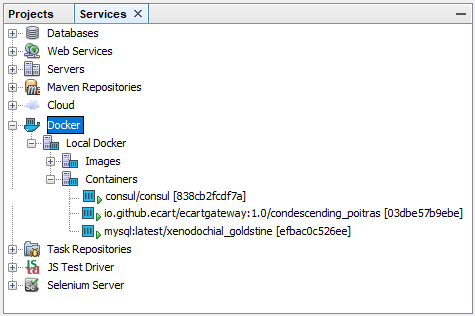 Projects Services
Databases
Web Services
Servers
Maven Repositories
Cloud
Docker
Local Docker
Images
Containers
consul/consul [838cb2fcdf7a]
io.github.ecart/ecartgateway:1.0/condescending_poitras [03dbe57b9ebe]
mysql:latest/xenodochial_goldstine [efbac0c526ee]
Task Repositories
JS Test Driver
Selenium Server